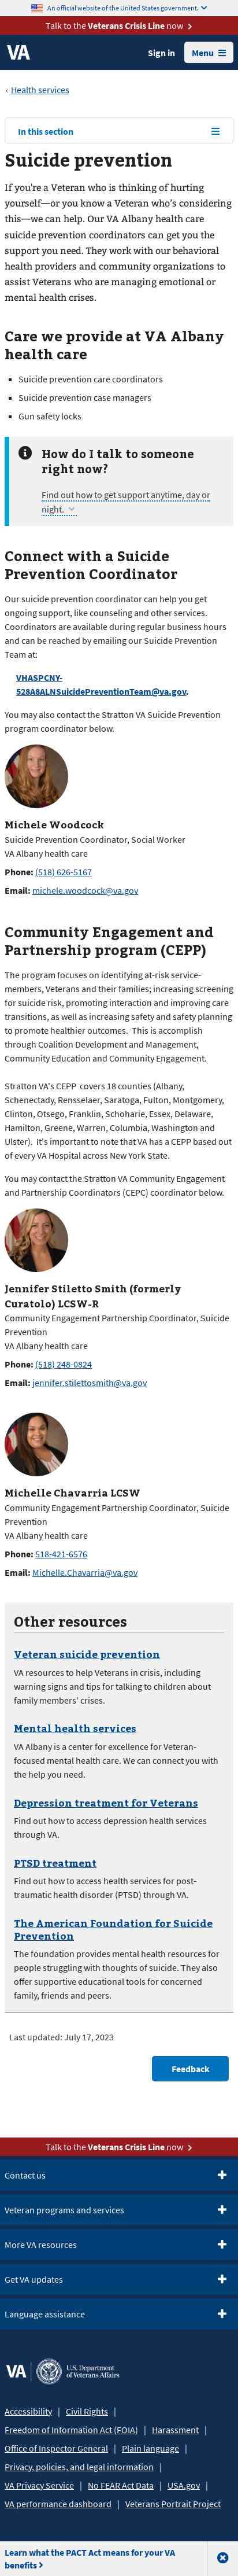 An official website of the United States government.
Talk to the Veterans Crisis Line now
VA
Sign in
Menu
Health services
In this section
Suicide prevention
If you're a Veteran who is thinking of hurting
yourself—or you know a Veteran who's considering
this—we can help. Our VA Albany health care
suicide prevention coordinators can get you the
support you need. They work with our behavioral
health providers and community organizations to
assist Veterans who are managing emotional or
health crises.
Care we provide at VA Albany
health care
Suicide prevention care coordinators
Suicide prevention case managers
Gun safety locks
How do I talk to someone
right now?
Find out how to get support anytime, day or
night.
Connect with a Suicide
Prevention Coordinator
Our suicide prevention coordinator can help you get
ongoing support, like counseling and other services.
Coordinators are available during regular business hours
and can be reached by emailing our Suicide Prevention
Team at:
VHASPCNY-
528A8ALNSuicidePreventionTeam@va.gov.
You may also contact the Stratton VA Suicide Prevention
program coordinator below.
Michele Woodcock
Suicide Prevention Coordinator, Social Worker
VA Albany health care
Phone: (518) 626-5167
Email: michele.woodcock@va.gov
Community Engagement and
Partnership program (CEPP)
The program focuses on identifying at-risk service-
members, Veterans and their families; increasing screening
for suicide risk, promoting interaction and improving care
transitions, as well as increasing safety and planning efforts
to promote healthier outcomes.  This is accomplish
through Coalition Development and Management,
Community Education and Community Engagement.
Stratton VA's CEPP  covers 18 counties (Albany,
Schenectady, Rensselaer, Saratoga, Fulton, Montgomery,
Clinton, Otsego, Franklin, Schoharie, Essex, Delaware,
Hamilton, Greene, Warren, Columbia, Washington and
Ulster).  It's important to note that VA has a CEPP based out
of every VA Hospital across New York State.
You may contact the Stratton VA Community Engagement
and Partnership Coordinators (CEPC) coordinator below.
Jennifer Stiletto Smith (formerly
Curatolo) LCSW-R
Community Engagement Partnership Coordinator, Suicide
Prevention
VA Albany health care
Phone: (518) 248-0824
Email: jennifer.stilettosmith@va.gov
Michelle Chavarria LCSW
Community Engagement Partnership Coordinator, Suicide
Prevention
VA Albany health care
Phone: 518-421-6576
Email: Michelle.Chavarria@va.gov
Other resources
Veteran suicide prevention
VA resources to help Veterans in crisis, including
warning signs and tips for talking to children about
family members' crises.
Mental health services
VA Albany is a center for excellence for Veteran-
focused mental health care. We can connect you with
the help you need.
Depression treatment for Veterans
Find out how to access depression health services
through VA.
PTSD treatment
Find out how to access health services for post-
traumatic health disorder (PTSD) through VA.
The American Foundation for Suicide
Prevention
The foundation provides mental health resources for
people struggling with thoughts of suicide. They also
offer supportive educational tools for concerned
family, friends and peers.
Last updated: July 17, 2023
Feedback
Talk to the Veterans Crisis Line now
Contact us
Veteran programs and services
More VA resources
Get VA updates
Language assistance
VA
U.S. Department
of Veterans Affairs
Accessibility | Civil Rights |
Freedom of Information Act (FOIA) | Harassment |
Office of Inspector General | Plain language |
Privacy, policies, and legal information |
VA Privacy Service | No FEAR Act Data | USA.gov |
VA performance dashboard | Veterans Portrait Project
Learn what the PACT Act means for your VA
benefits